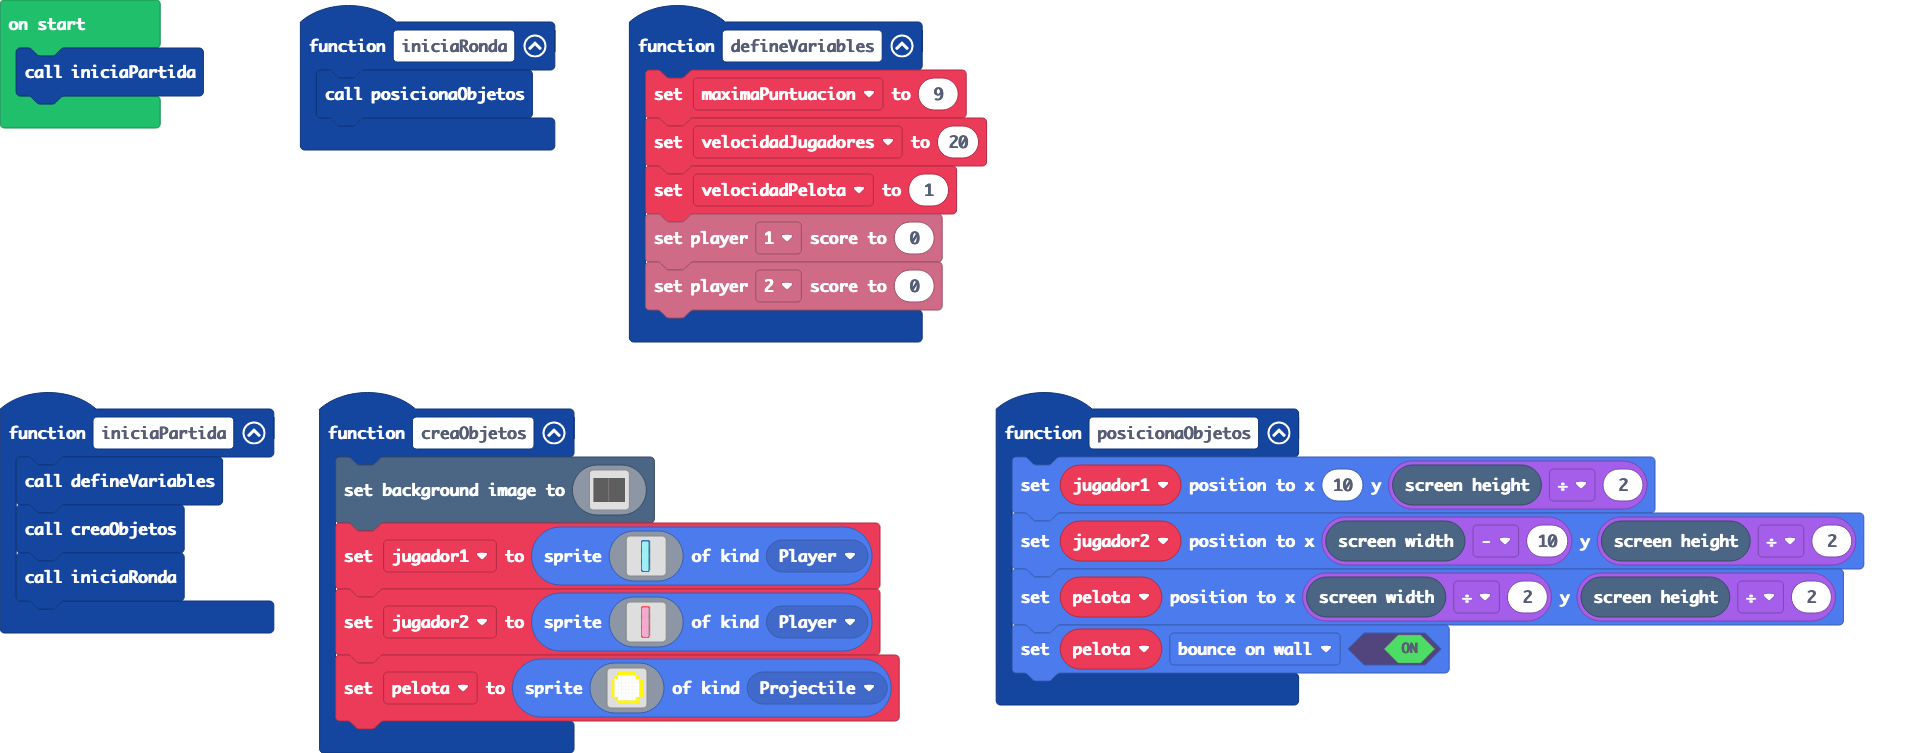 on start
call iniciaPartida
function iniciaRonda
call posicionaObjetos
function defineVariables
set maximaPuntuacion to 9
set velocidadJugadores to 20
set velocidadPelota to 1
set player 1 score to 0
set player 2 score to 0
function iniciaPartida
call defineVariables
call creaObjetos
call iniciaRonda
function creaObjetos
set background image to
set jugador1 to sprite of kind Player
set jugador2 to sprite of kind Player
set pelota to sprite of kind Projectile
function posicionaObjetos
set jugador1 position to x 10 y screen height ÷ 2
set jugador2 position to x screen width - 10 y screen height ÷ 2
set pelota position to x screen width ÷ 2 y screen height ÷ 2
set pelota bounce on wall ON